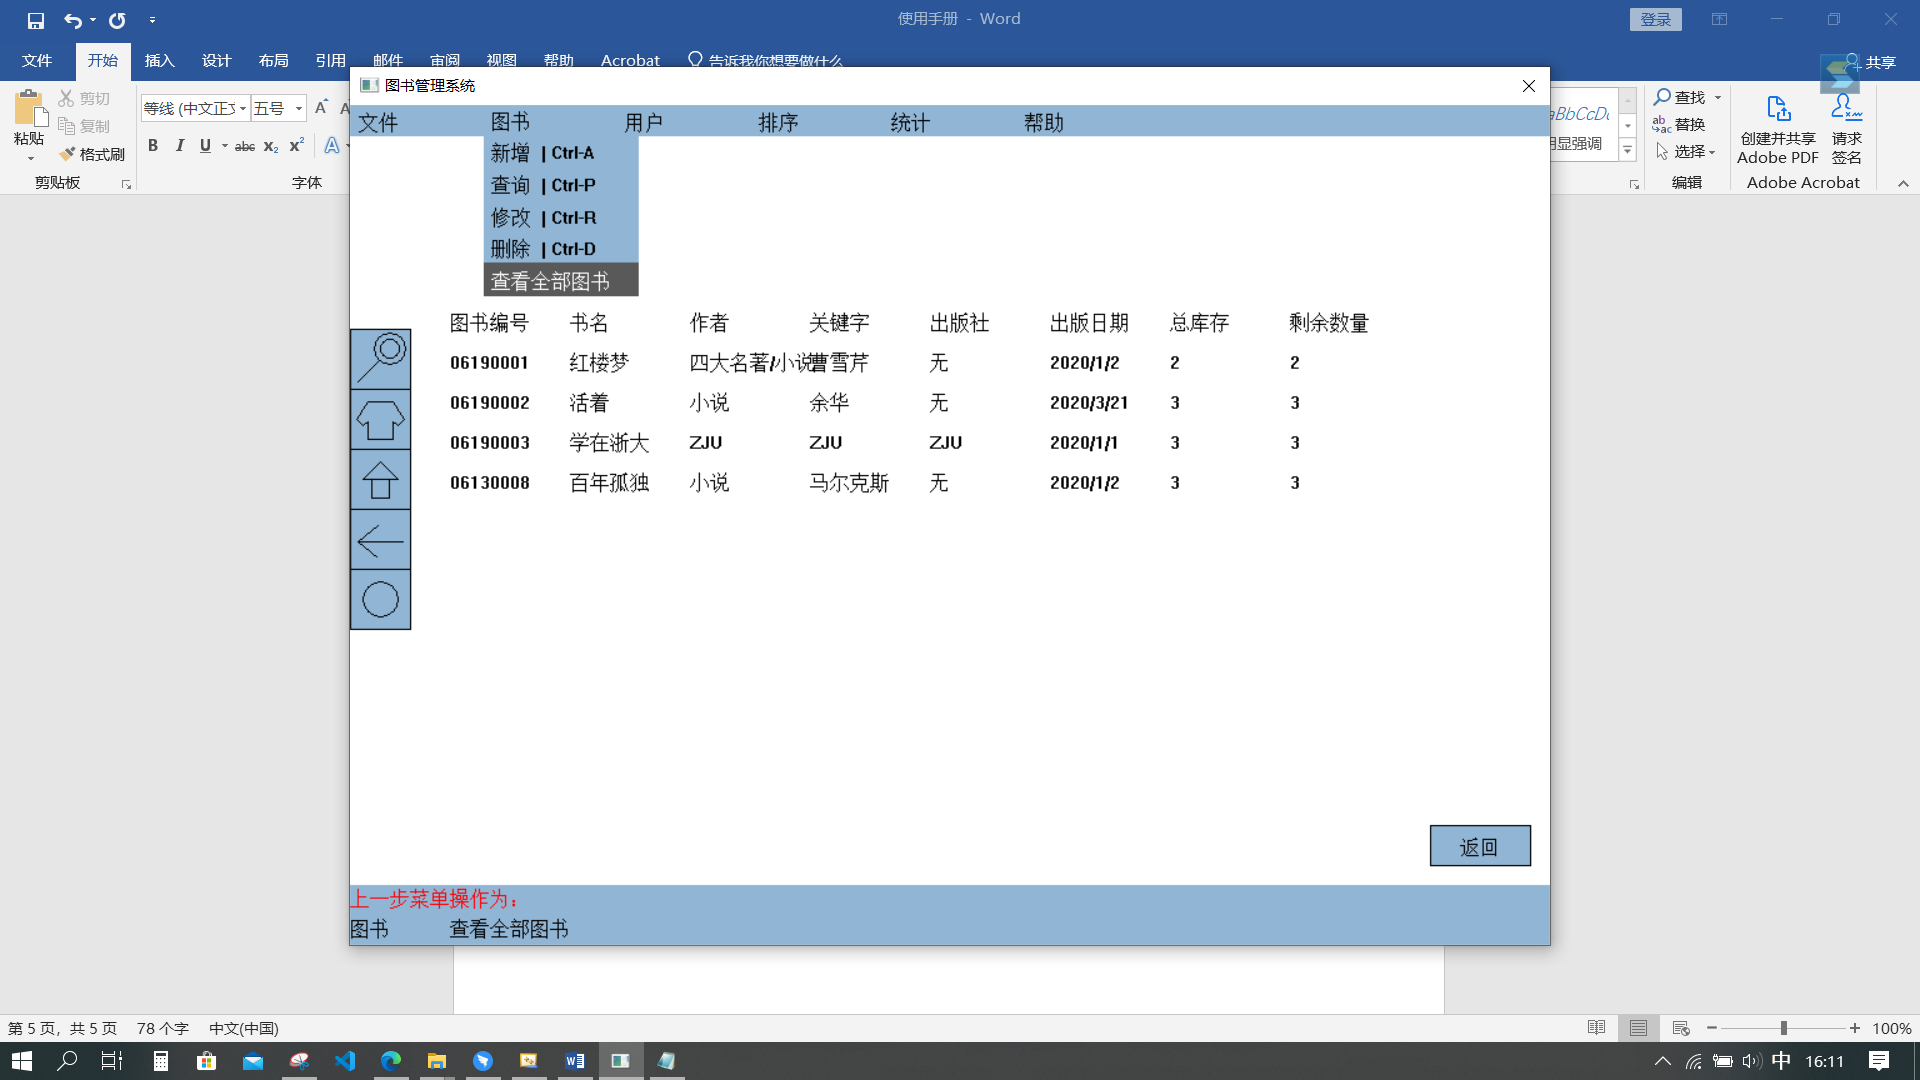 使用手册 - Word
登录
文件 开始 插入 设计 布局 引用 邮件 审阅 视图 帮助 Acrobat 告诉我你想要做什么 共享
剪切
复制
格式刷
粘贴
剪贴板
等线 (中文正文 五号
B I U abc x₂ x²
字体
AaBbCcDc
明显强调
查找
替换
选择
编辑
创建并共享
Adobe PDF
请求
签名
Adobe Acrobat
图书管理系统
文件 图书 用户 排序 统计 帮助
新增 | Ctrl-A
查询 | Ctrl-P
修改 | Ctrl-R
删除 | Ctrl-D
查看全部图书
图书编号 书名 作者 关键字 出版社 出版日期 总库存 剩余数量
06190001 红楼梦 四大名著/小说 曹雪芹 无 2020/1/2 2 2
06190002 活着 小说 余华 无 2020/3/21 3 3
06190003 学在浙大 ZJU ZJU ZJU 2020/1/1 3 3
06130008 百年孤独 小说 马尔克斯 无 2020/1/2 3 3
返回
上一步菜单操作为：
图书 查看全部图书
第 5 页，共 5 页 78 个字 中文(中国)
100%
中 16:11